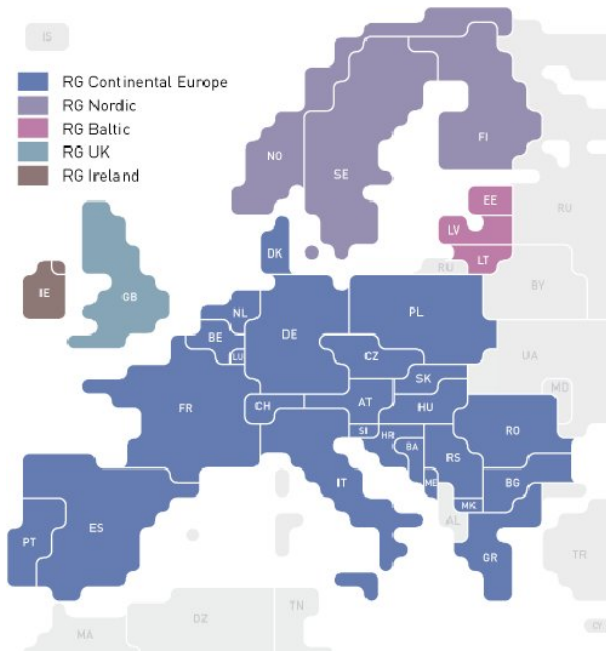 IS
RG Continental Europe
RG Nordic
RG Baltic
RG UK
RG Ireland
NO
SE
FI
EE
LV
LT
RU
RU
BY
DK
IE
GB
NL
BE
LU
DE
PL
UA
MD
CZ
SK
FR
CH
AT
HU
SI
HR
BA
RO
RS
IT
ME
BG
MK
AL
PT
ES
GR
TR
MA
DZ
TN
CY